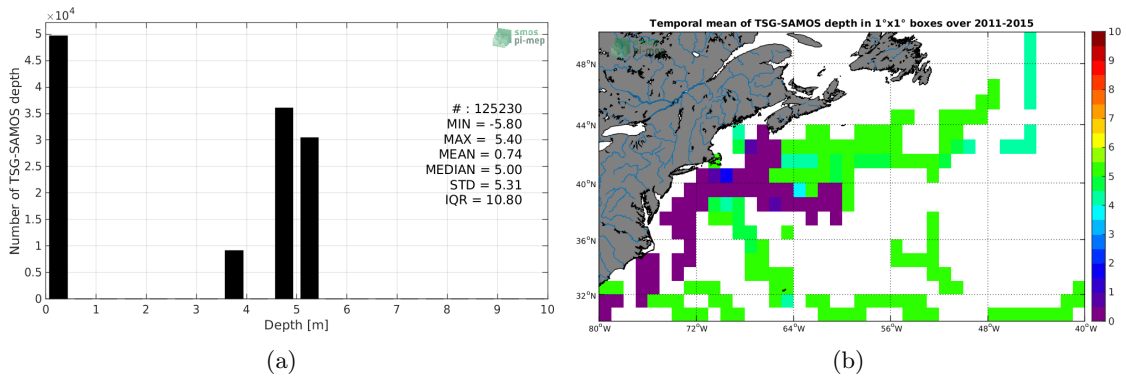 ×10⁴
5
4.5
4
3.5
3
2.5
2
1.5
1
0.5
0
Number of TSG-SAMOS depth
smos
pi-mep
# : 125230
MIN = -5.80
MAX = 5.40
MEAN = 0.74
MEDIAN = 5.00
STD = 5.31
IQR = 10.80
0 1 2 3 4 5 6 7 8 9 10
Depth [m]
(a)
Temporal mean of TSG-SAMOS depth in 1°x1° boxes over 2011-2015
smos
pi-mep
48°N
44°N
40°N
36°N
32°N
80°W 72°W 64°W 56°W 48°W 40°W
10
9
8
7
6
5
4
3
2
1
0
(b)